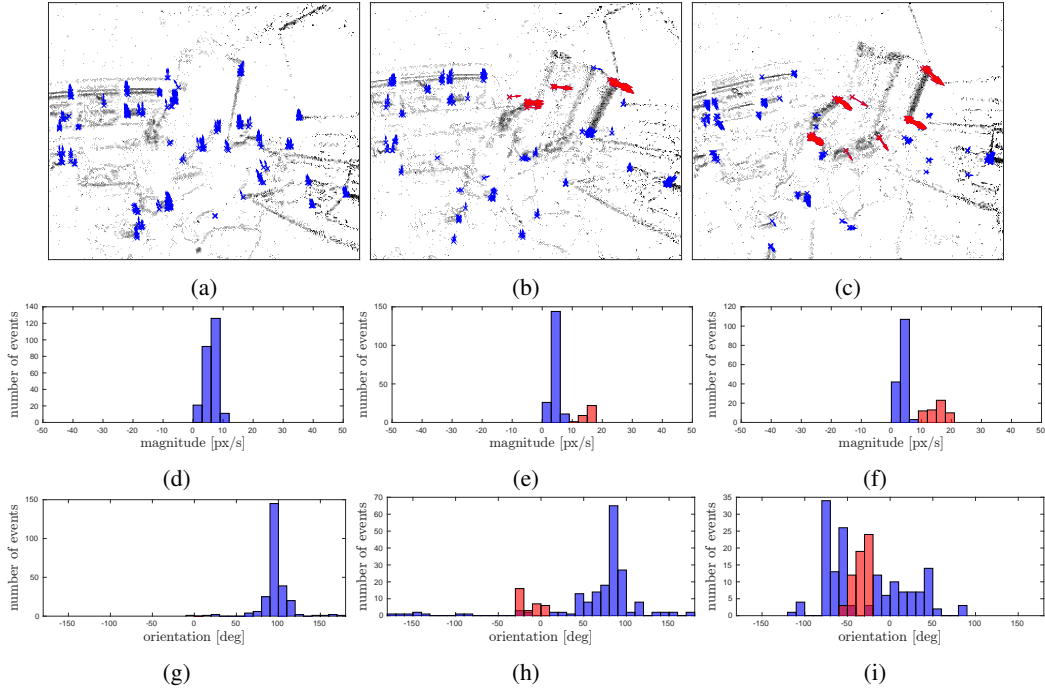 (a) (b) (c)
number of events
140
120
100
80
60
40
20
0
-50 -40 -30 -20 -10 0 10 20 30 40 50
magnitude [px/s]
number of events
150
100
50
0
-50 -40 -30 -20 -10 0 10 20 30 40 50
magnitude [px/s]
number of events
120
100
80
60
40
20
0
-50 -40 -30 -20 -10 0 10 20 30 40 50
magnitude [px/s]
(d) (e) (f)
number of events
150
100
50
0
-150 -100 -50 0 50 100 150
orientation [deg]
number of events
70
60
50
40
30
20
10
0
-150 -100 -50 0 50 100 150
orientation [deg]
number of events
35
30
25
20
15
10
5
0
-150 -100 -50 0 50 100 150
orientation [deg]
(g) (h) (i)